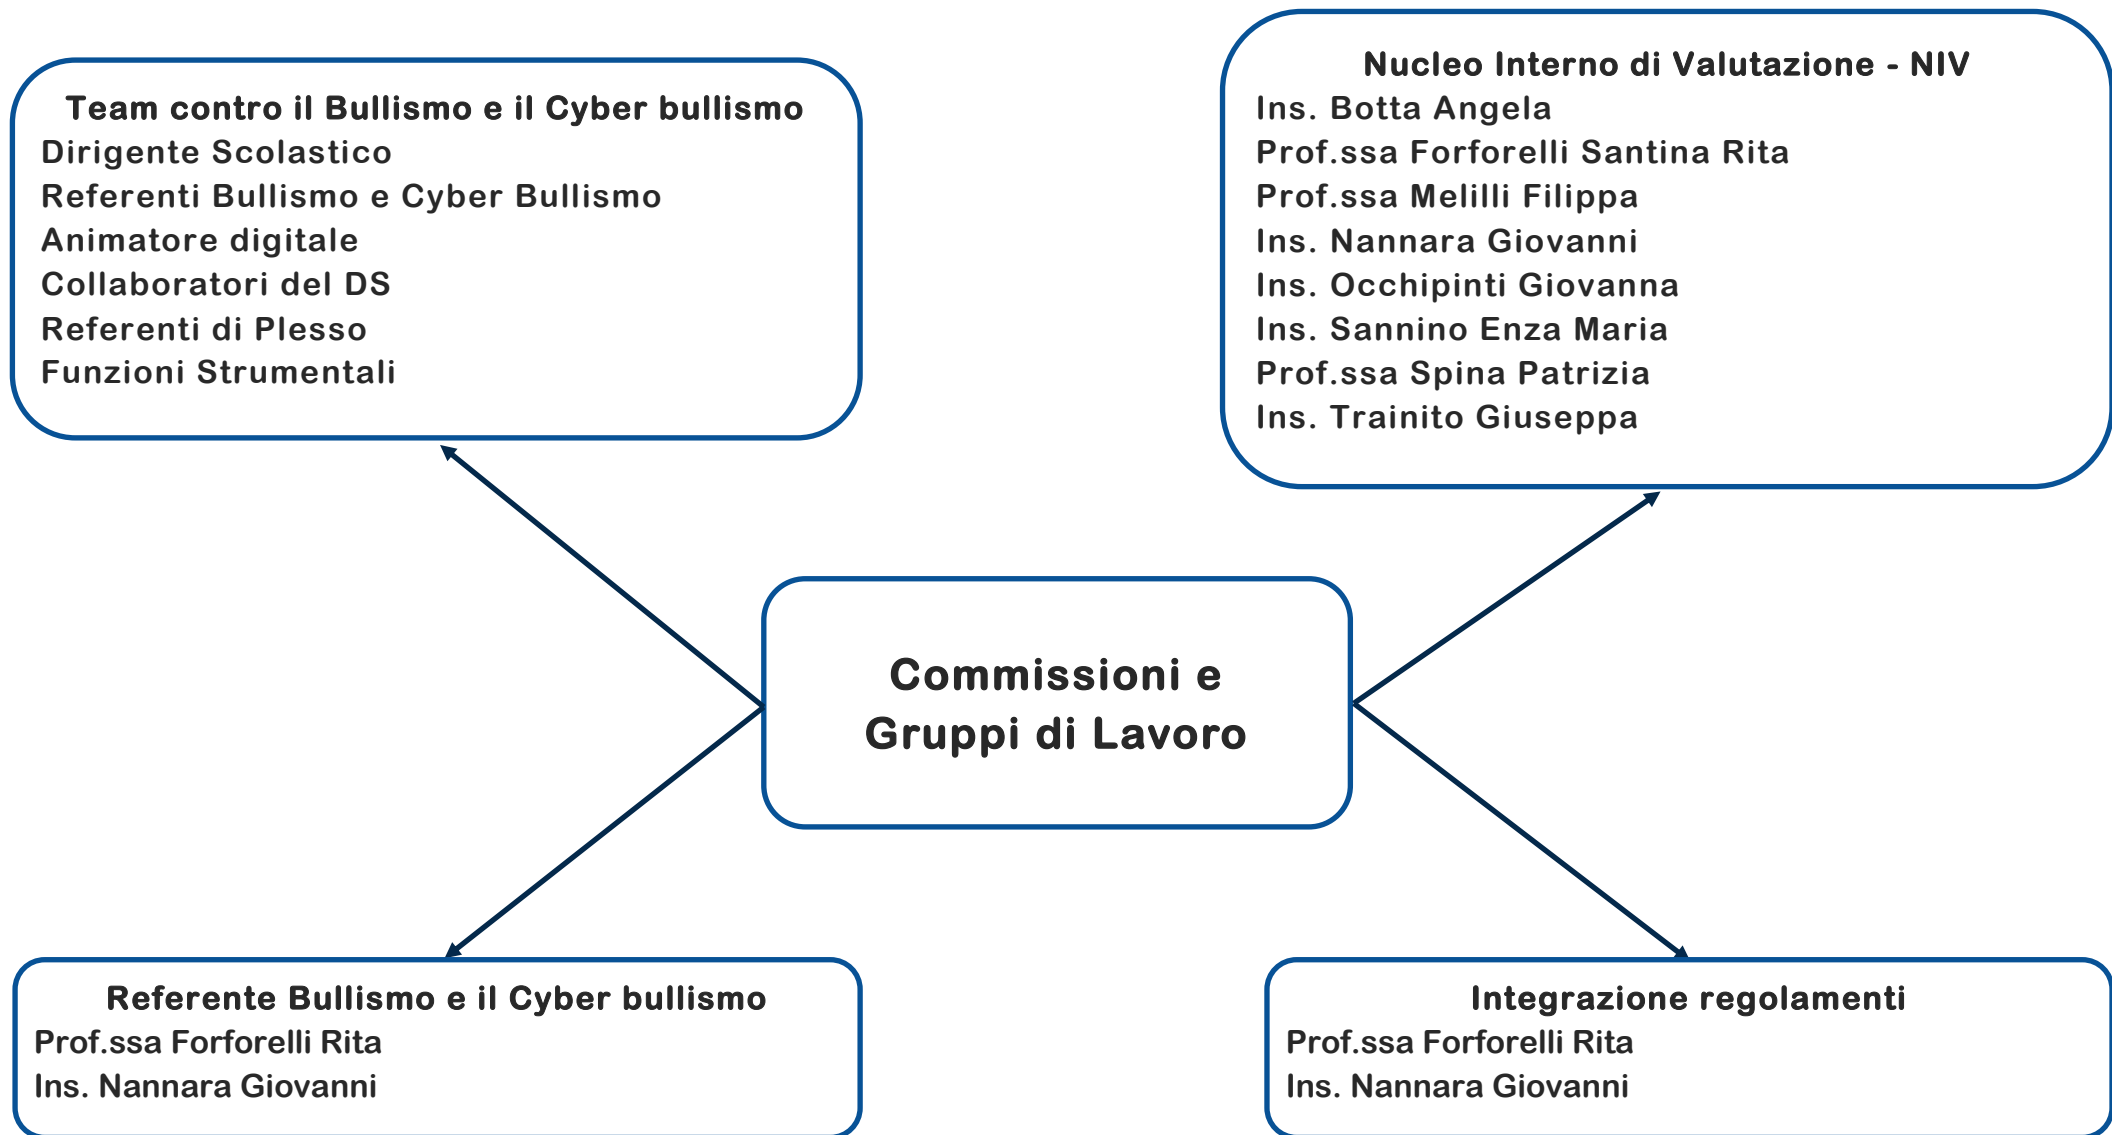 Team contro il Bullismo e il Cyber bullismo
Dirigente Scolastico
Referenti Bullismo e Cyber Bullismo
Animatore digitale
Collaboratori del DS
Referenti di Plesso
Funzioni Strumentali
Nucleo Interno di Valutazione - NIV
Ins. Botta Angela
Prof.ssa Forforelli Santina Rita
Prof.ssa Melilli Filippa
Ins. Nannara Giovanni
Ins. Occhipinti Giovanna
Ins. Sannino Enza Maria
Prof.ssa Spina Patrizia
Ins. Trainito Giuseppa
Commissioni e
Gruppi di Lavoro
Referente Bullismo e il Cyber bullismo
Prof.ssa Forforelli Rita
Ins. Nannara Giovanni
Integrazione regolamenti
Prof.ssa Forforelli Rita
Ins. Nannara Giovanni